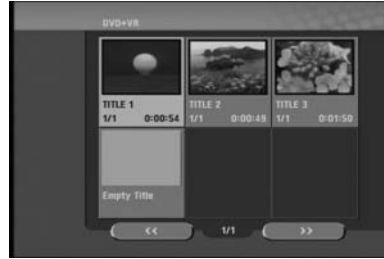 DVD+VR
TITLE 1
1/1 0:00:54
TITLE 2
1/1 0:00:49
TITLE 3
1/1 0:01:50
Empty Title
<< 1/1 >>